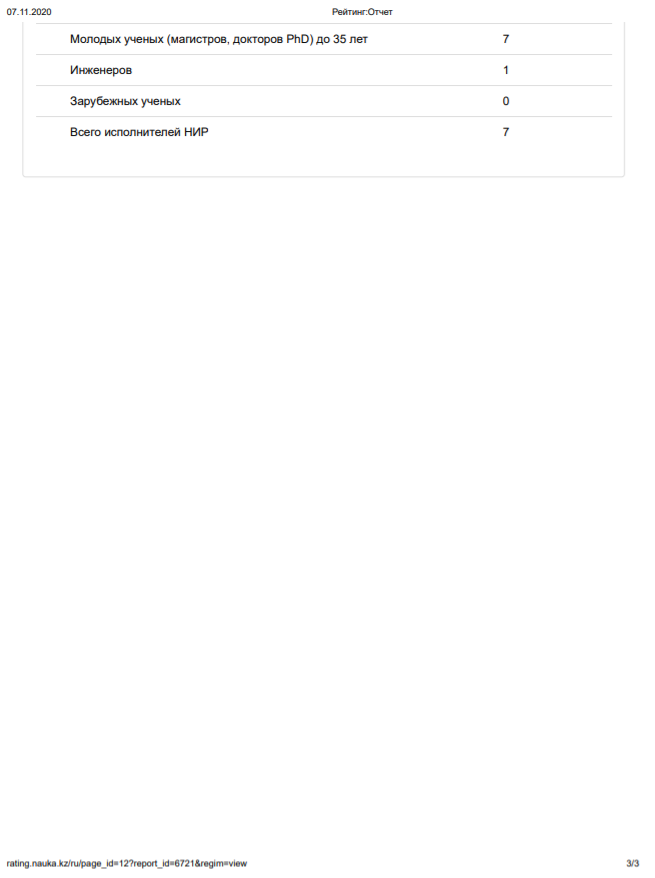 07.11.2020 Рейтинг:Отчет
Молодых ученых (магистров, докторов PhD) до 35 лет 7
Инженеров 1
Зарубежных ученых 0
Всего исполнителей НИР 7
rating.nauka.kz/ru/page_id=12?report_id=6721&regim=view 3/3